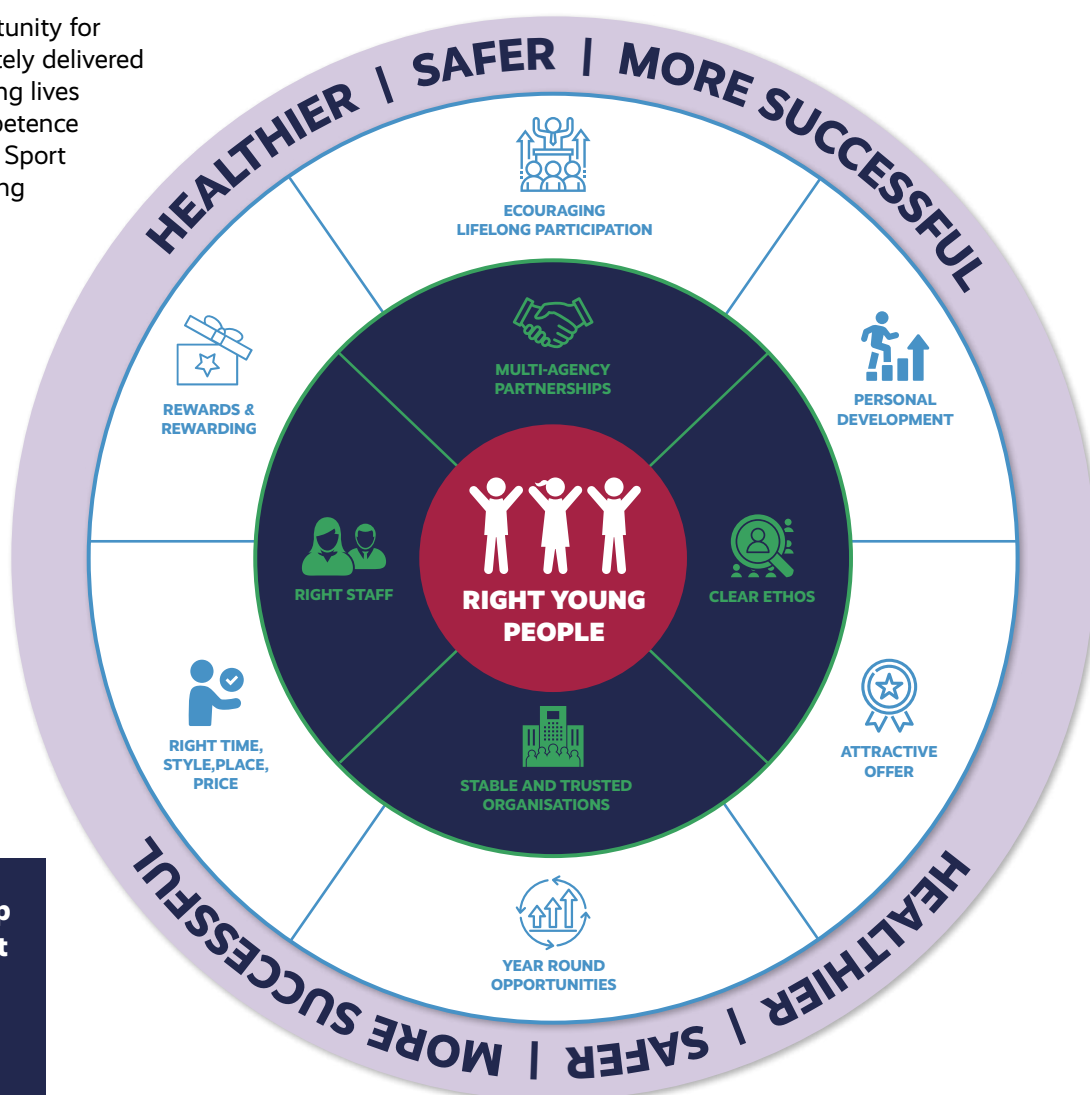 tunity for
tely delivered
ng lives
petence
Sport
ng
HEALTHIER | SAFER | MORE SUCCESSFUL
ECOURAGING
LIFELONG PARTICIPATION
REWARDS &
REWARDING
PERSONAL
DEVELOPMENT
MULTI-AGENCY
PARTNERSHIPS
RIGHT STAFF
RIGHT YOUNG
PEOPLE
CLEAR ETHOS
STABLE AND TRUSTED
ORGANISATIONS
RIGHT TIME,
STYLE,PLACE,
PRICE
ATTRACTIVE
OFFER
YEAR ROUND
OPPORTUNITIES
HEALTHIER | SAFER | MORE SUCCESSFUL
p
t